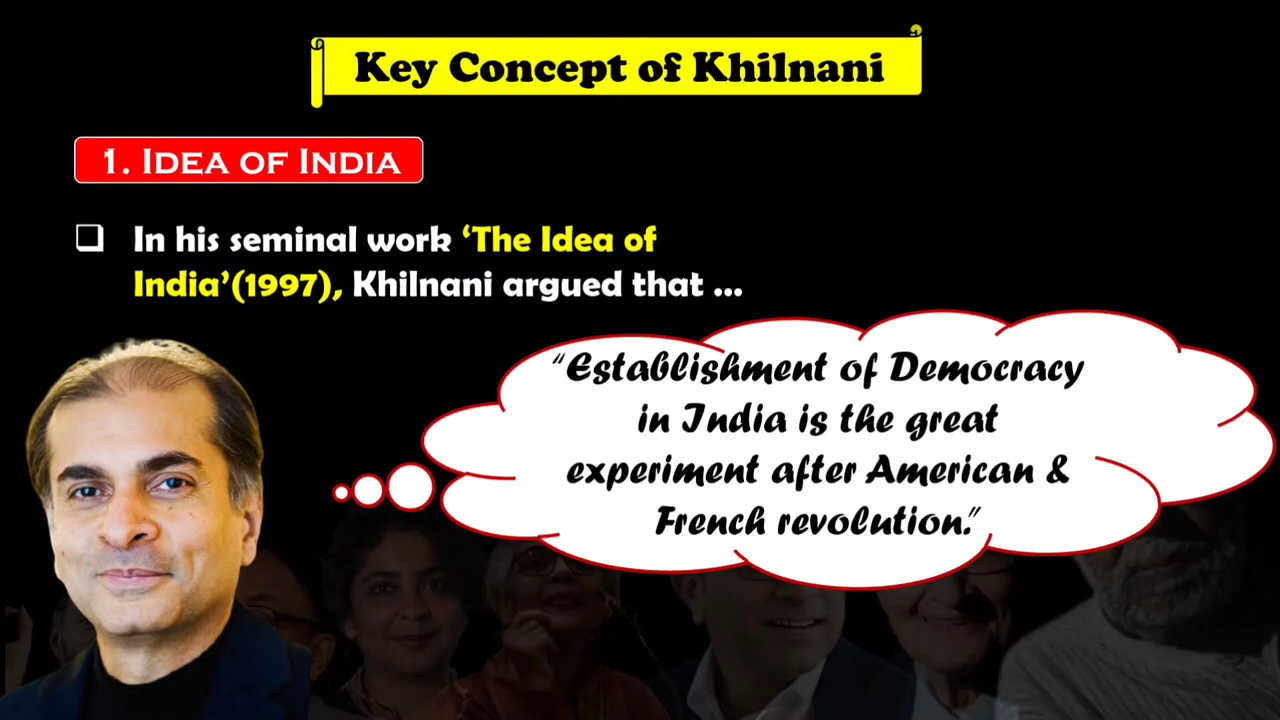 Key Concept of Khilnani
1. IDEA OF INDIA
❑ In his seminal work ‘The Idea of
India’(1997), Khilnani argued that ...
“Establishment of Democracy
in India is the great
experiment after American &
French revolution.”